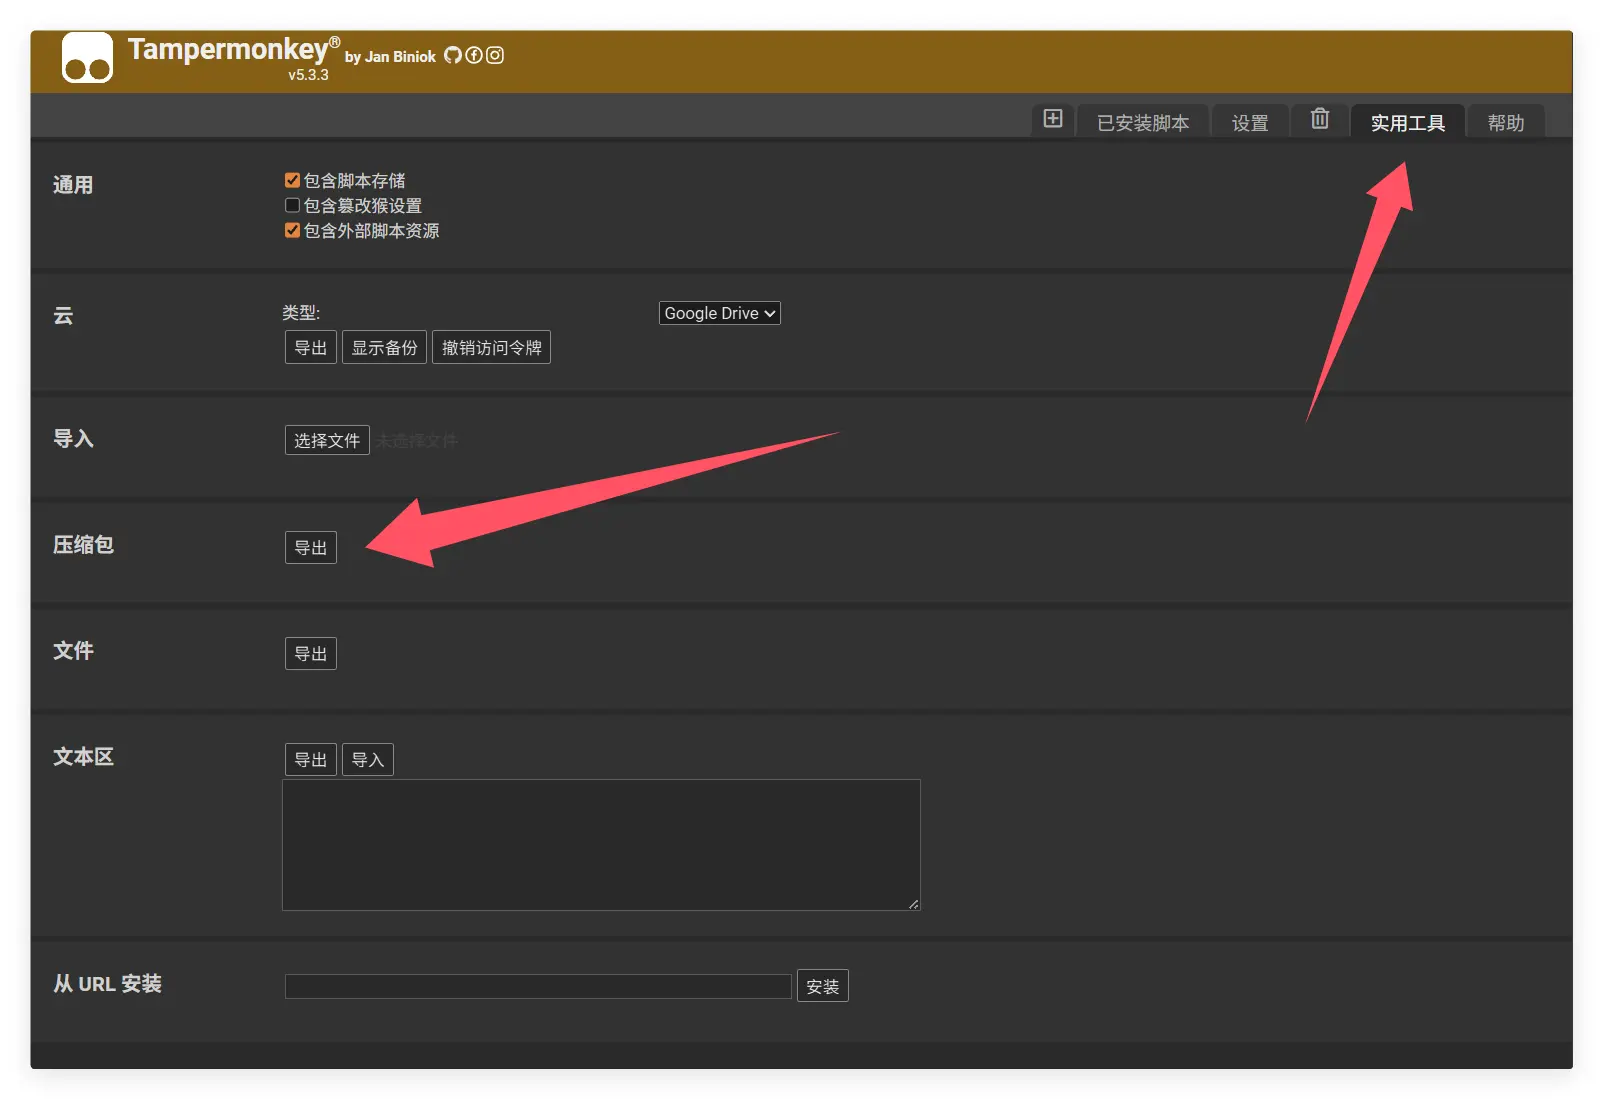 Tampermonkey® by Jan Biniok
v5.3.3
已安装脚本 设置 实用工具 帮助
通用
包含脚本存储
包含篡改猴设置
包含外部脚本资源
云
类型: Google Drive
导出 显示备份 撤销访问令牌
导入
选择文件 未选择文件
压缩包
导出
文件
导出
文本区
导出 导入
从 URL 安装
安装